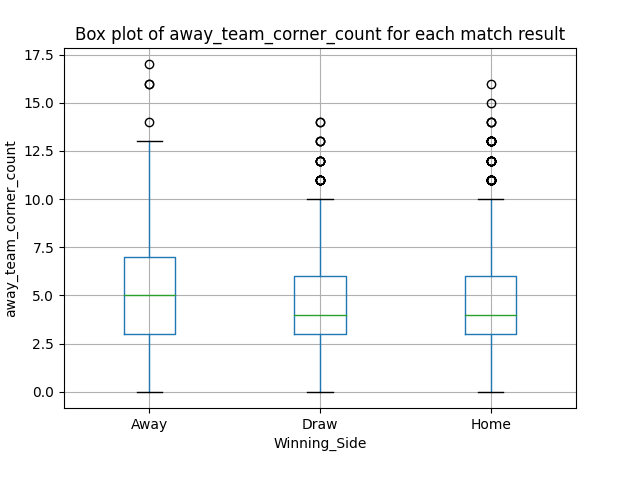 Box plot of away_team_corner_count for each match result
away_team_corner_count
17.5
15.0
12.5
10.0
7.5
5.0
2.5
0.0
Away Draw Home
Winning_Side